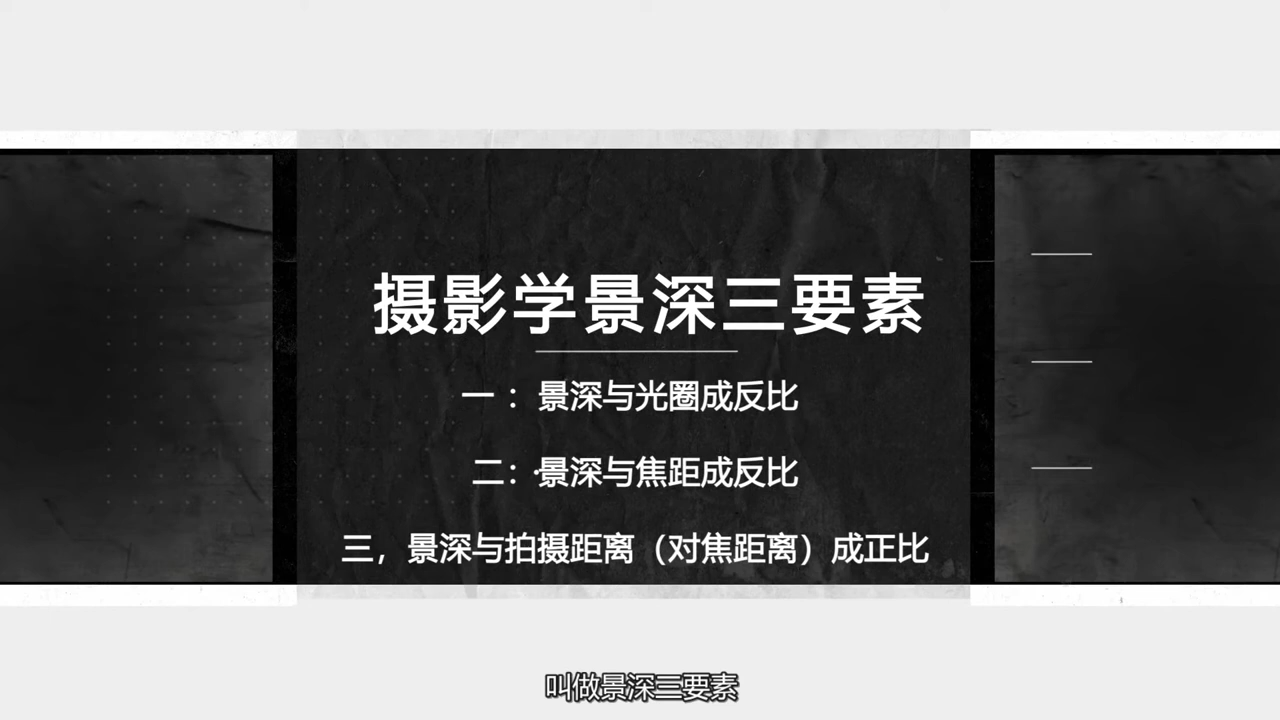 摄影学景深三要素
一：景深与光圈成反比
二：景深与焦距成反比
三，景深与拍摄距离（对焦距离）成正比
叫做景深三要素